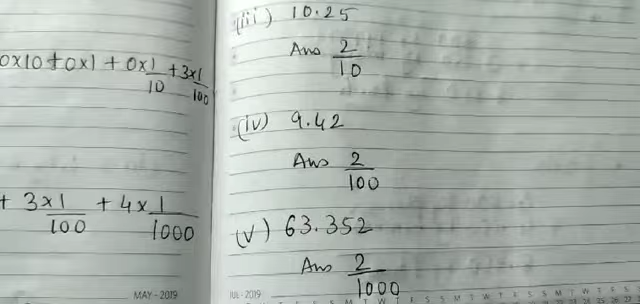 0x10+0x1+0x1/10+3x1/100
+ 3x1/100 + 4x1/1000
MAY - 2019
(iii) 10.25
Ans 2/10
(iv) 9.42
Ans 2/100
(v) 63.352
Ans 2/1000
JUL - 2019